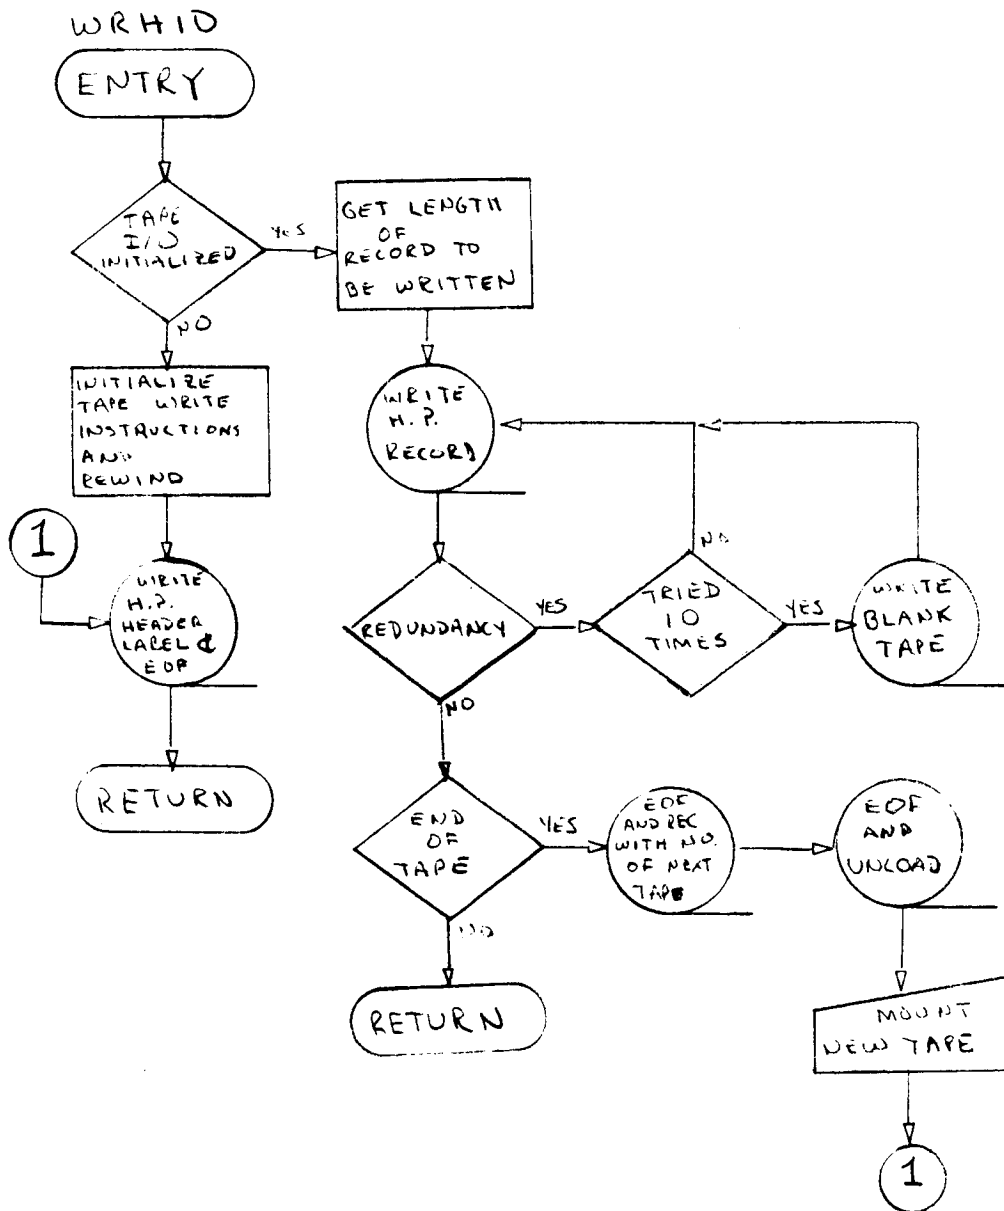 WRHID
ENTRY
TAPE
I/O
INITIALIZED
YES
GET LENGTH
OF
RECORD TO
BE WRITTEN
NO
INITIALIZE
TAPE WRITE
INSTRUCTIONS
AND
REWIND
WRITE
H.P.
RECORD
1
WRITE
H.P.
HEADER
LABEL &
EOF
RETURN
REDUNDANCY
YES
NO
TRIED
10
TIMES
YES
NO
WRITE
BLANK
TAPE
END
OF
TAPE
YES
EOF
AND REC
WITH NO.
OF NEXT
TAPE
EOF
AND
UNLOAD
NO
RETURN
MOUNT
NEW TAPE
1